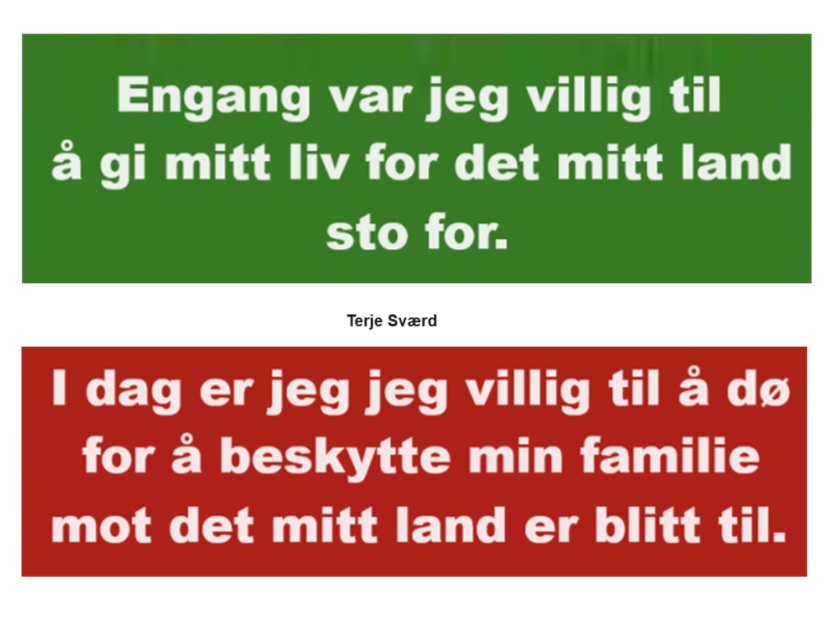 Engang var jeg villig til
å gi mitt liv for det mitt land
sto for.
Terje Sværd
I dag er jeg jeg villig til å dø
for å beskytte min familie
mot det mitt land er blitt til.